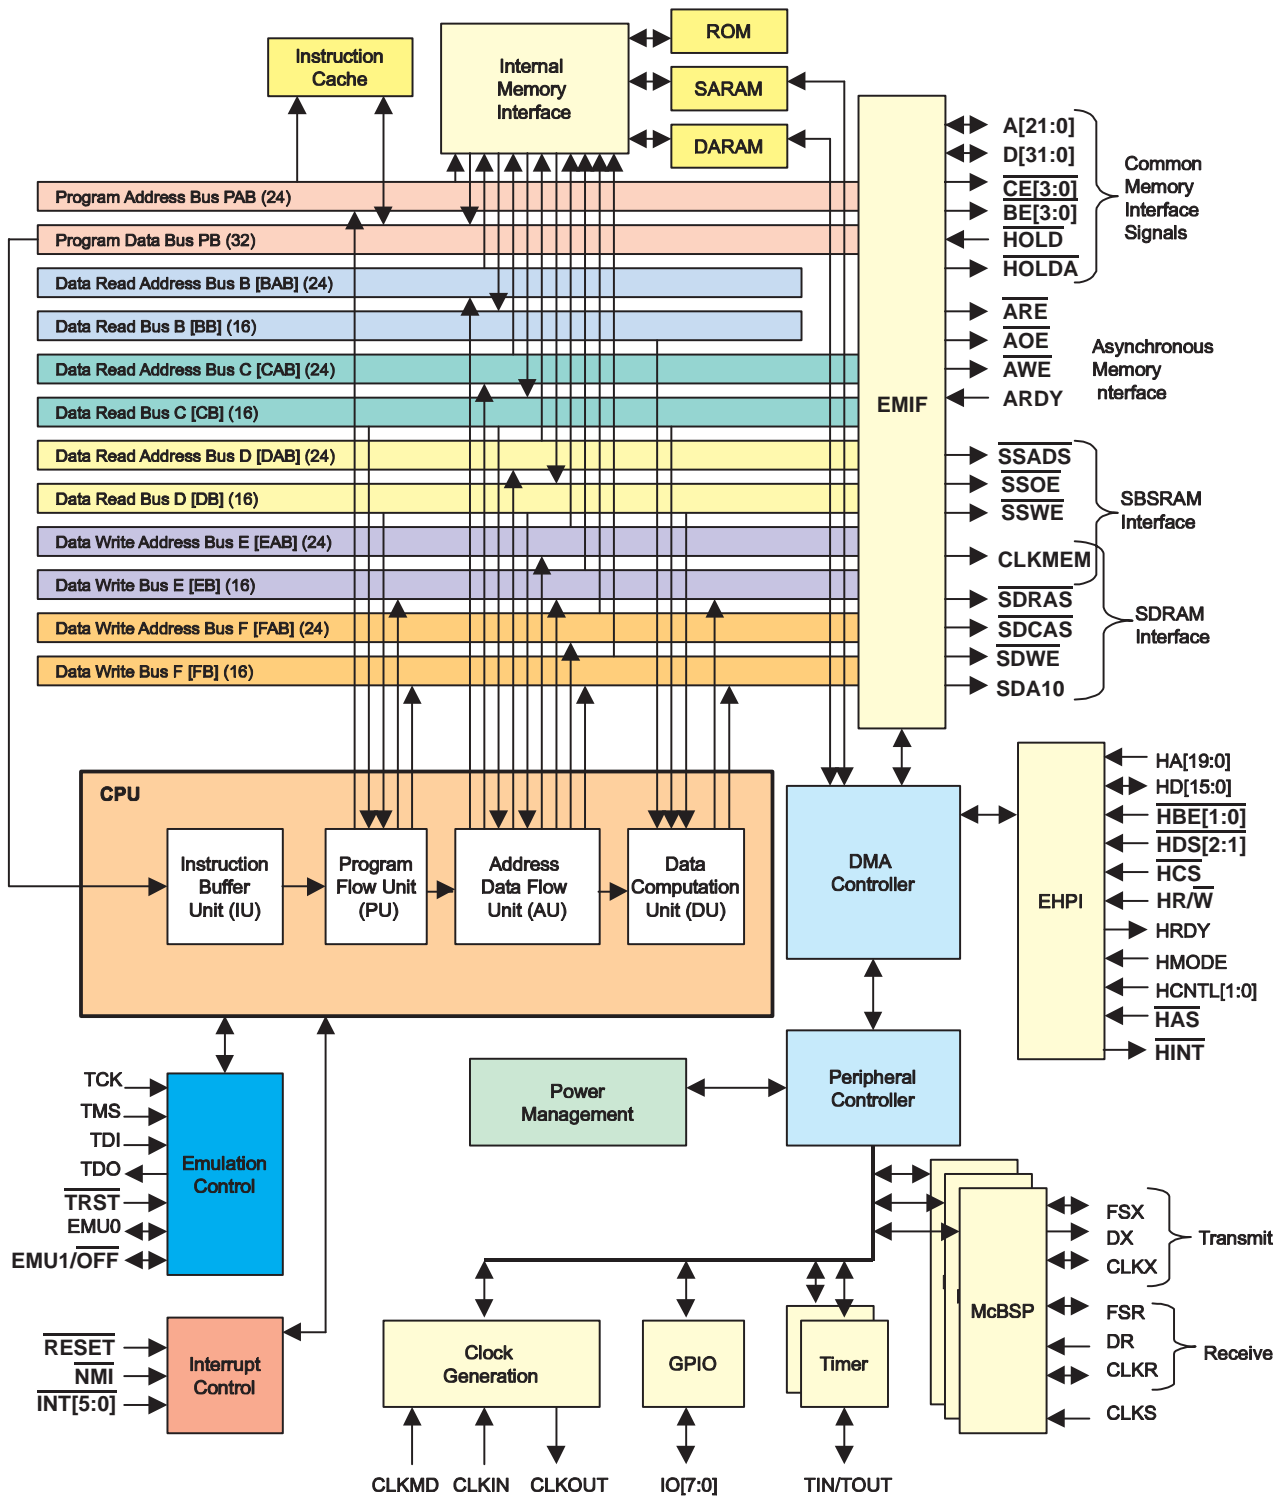 ROM
Instruction
Cache
Internal
Memory
Interface
SARAM
DARAM
Program Address Bus PAB (24)
Program Data Bus PB (32)
Data Read Address Bus B [BAB] (24)
Data Read Bus B [BB] (16)
Data Read Address Bus C [CAB] (24)
Data Read Bus C [CB] (16)
Data Read Address Bus D [DAB] (24)
Data Read Bus D [DB] (16)
Data Write Address Bus E [EAB] (24)
Data Write Bus E [EB] (16)
Data Write Address Bus F [FAB] (24)
Data Write Bus F [FB] (16)
EMIF
A[21:0]
D[31:0]
CE[3:0]
BE[3:0]
HOLD
HOLDA
Common
Memory
Interface
Signals
ARE
AOE
AWE
ARDY
Asynchronous
Memory
nterface
SSADS
SSOE
SSWE
CLKMEM
SBSRAM
Interface
SDRAS
SDCAS
SDWE
SDA10
SDRAM
Interface
CPU
Instruction
Buffer
Unit (IU)
Program
Flow Unit
(PU)
Address
Data Flow
Unit (AU)
Data
Computation
Unit (DU)
DMA
Controller
EHPI
HA[19:0]
HD[15:0]
HBE[1:0]
HDS[2:1]
HCS
HR/W
HRDY
HMODE
HCNTL[1:0]
HAS
HINT
TCK
TMS
TDI
TDO
TRST
EMU0
EMU1/OFF
Emulation
Control
Power
Management
Peripheral
Controller
RESET
NMI
INT[5:0]
Interrupt
Control
Clock
Generation
GPIO
Timer
McBSP
FSX
DX
CLKX
Transmit
FSR
DR
CLKR
Receive
CLKS
CLKMD
CLKIN
CLKOUT
IO[7:0]
TIN/TOUT